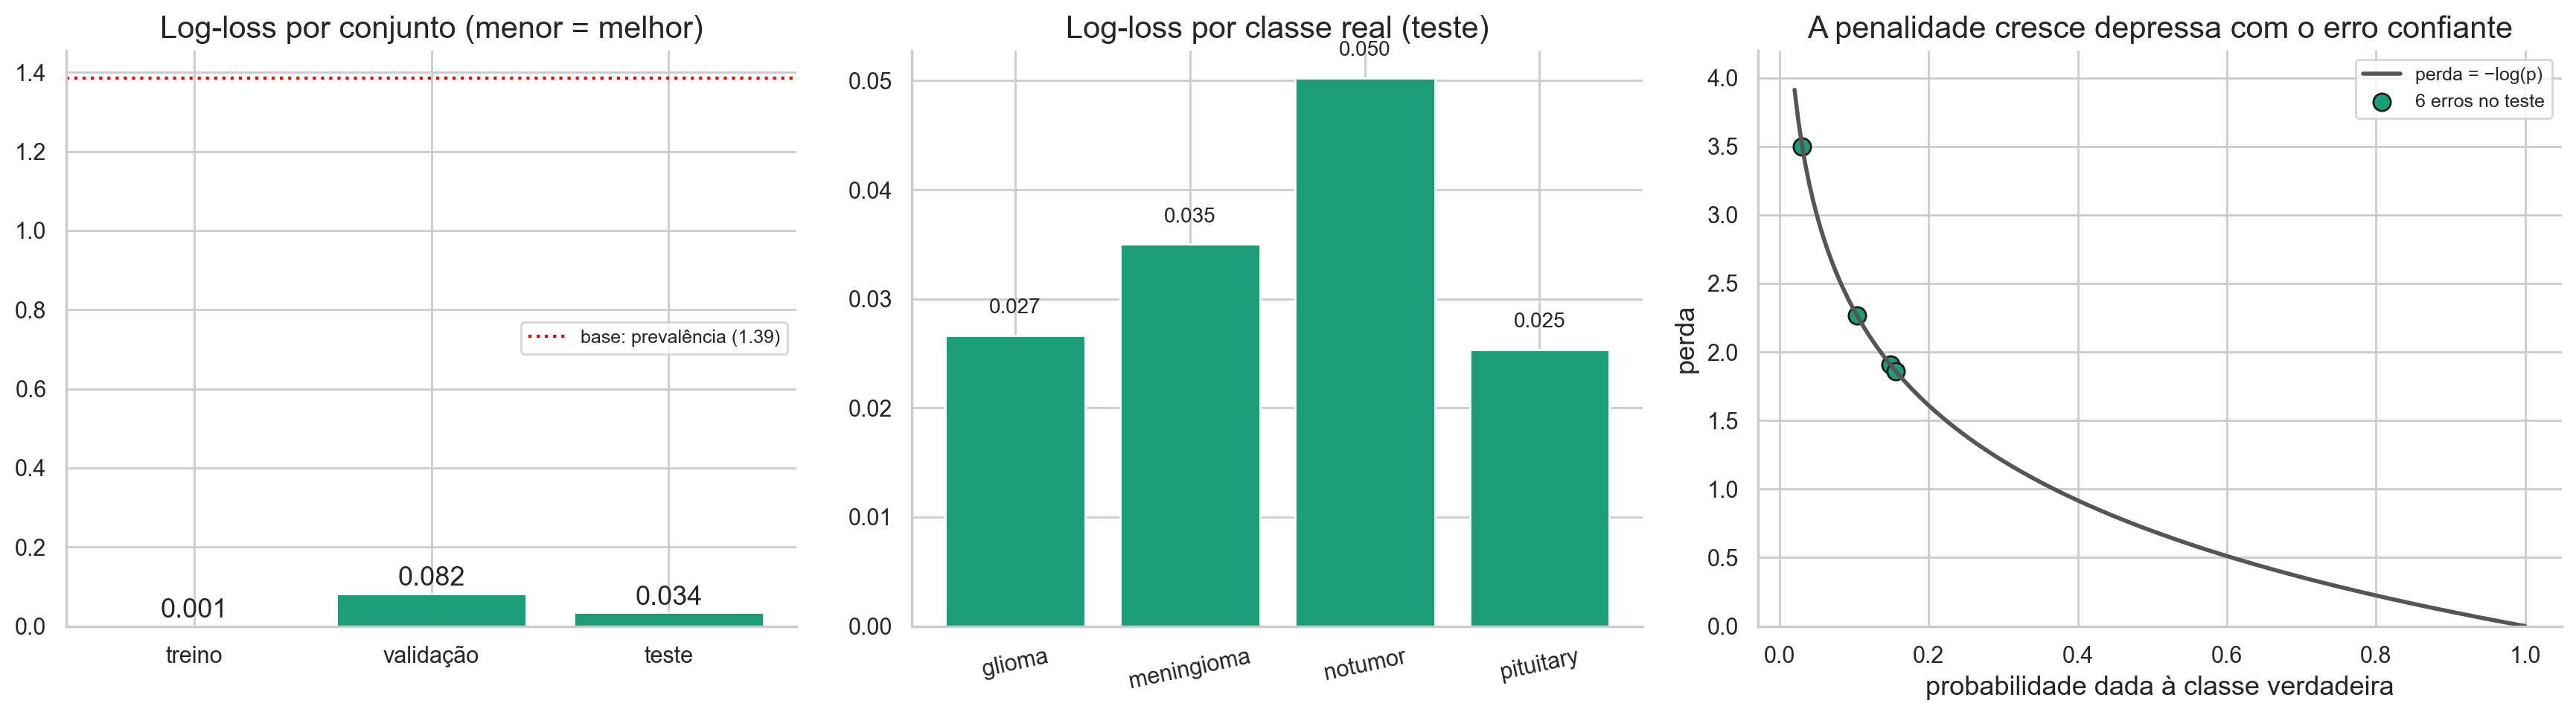 Log-loss por conjunto (menor = melhor)
1.4
1.2
1.0
0.8
0.6
0.4
0.2
0.0
base: prevalência (1.39)
0.001
0.082
0.034
treino
validação
teste
Log-loss por classe real (teste)
0.05
0.04
0.03
0.02
0.01
0.00
0.027
0.035
0.050
0.025
glioma
meningioma
notumor
pituitary
A penalidade cresce depressa com o erro confiante
perda = −log(p)
6 erros no teste
perda
4.0
3.5
3.0
2.5
2.0
1.5
1.0
0.5
0.0
0.0
0.2
0.4
0.6
0.8
1.0
probabilidade dada à classe verdadeira